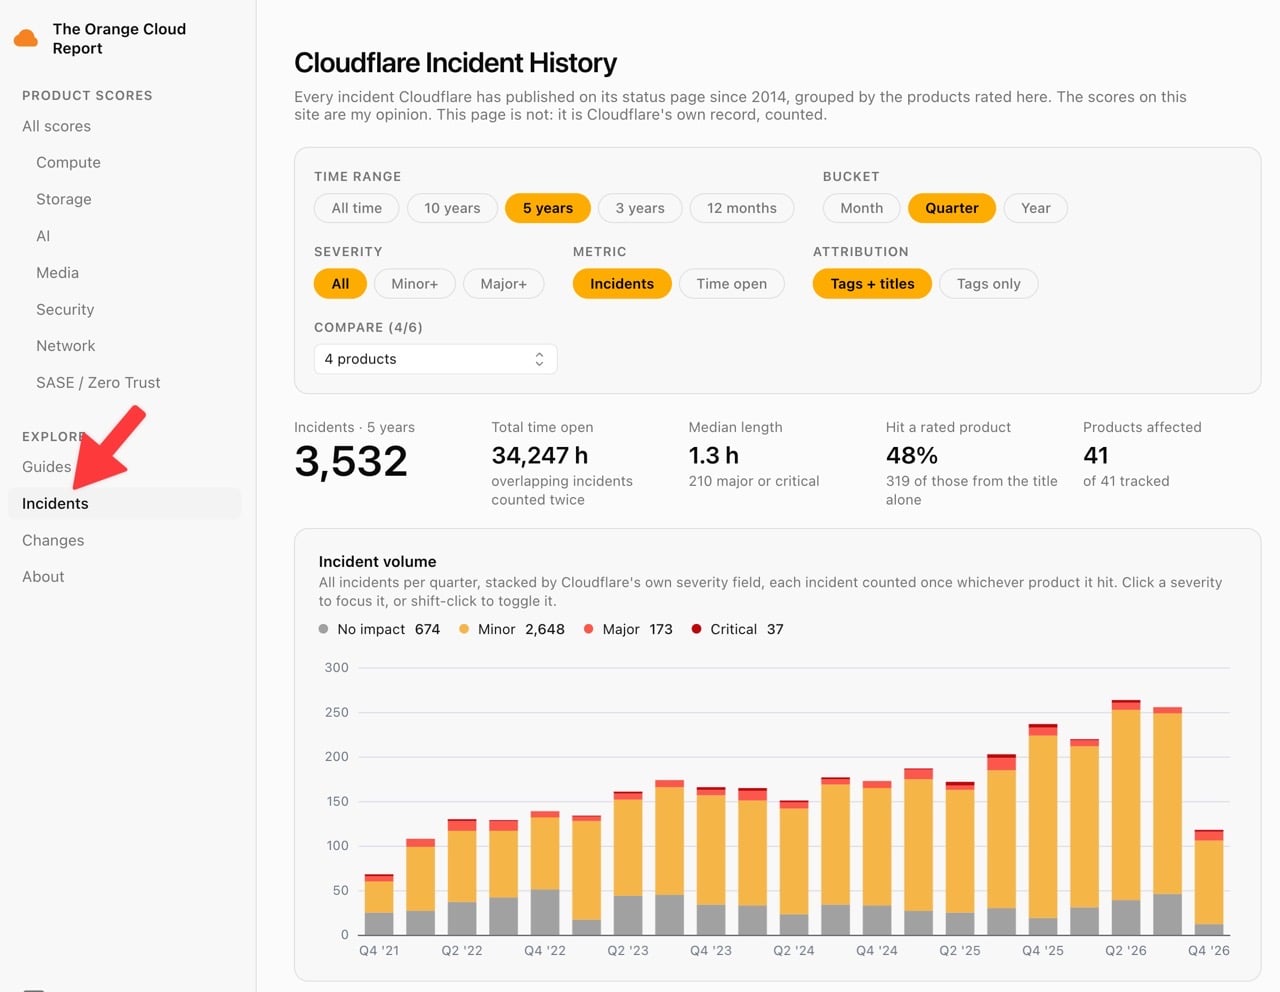 The Orange Cloud
Report
PRODUCT SCORES
All scores
Compute
Storage
AI
Media
Security
Network
SASE / Zero Trust
EXPLORE
Guides
Incidents
Changes
About
Cloudflare Incident History
Every incident Cloudflare has published on its status page since 2014, grouped by the products rated here. The scores on this
site are my opinion. This page is not: it is Cloudflare's own record, counted.
TIME RANGE
All time 10 years 5 years 3 years 12 months
BUCKET
Month Quarter Year
SEVERITY
All Minor+ Major+
METRIC
Incidents Time open
ATTRIBUTION
Tags + titles Tags only
COMPARE (4/6)
4 products
Incidents · 5 years
3,532
Total time open
34,247 h
overlapping incidents
counted twice
Median length
1.3 h
210 major or critical
Hit a rated product
48%
319 of those from the title
alone
Products affected
41
of 41 tracked
Incident volume
All incidents per quarter, stacked by Cloudflare's own severity field, each incident counted once whichever product it hit. Click a severity
to focus it, or shift-click to toggle it.
No impact 674 Minor 2,648 Major 173 Critical 37
300
250
200
150
100
50
0
Q4 '21 Q2 '22 Q4 '22 Q2 '23 Q4 '23 Q2 '24 Q4 '24 Q2 '25 Q4 '25 Q2 '26 Q4 '26